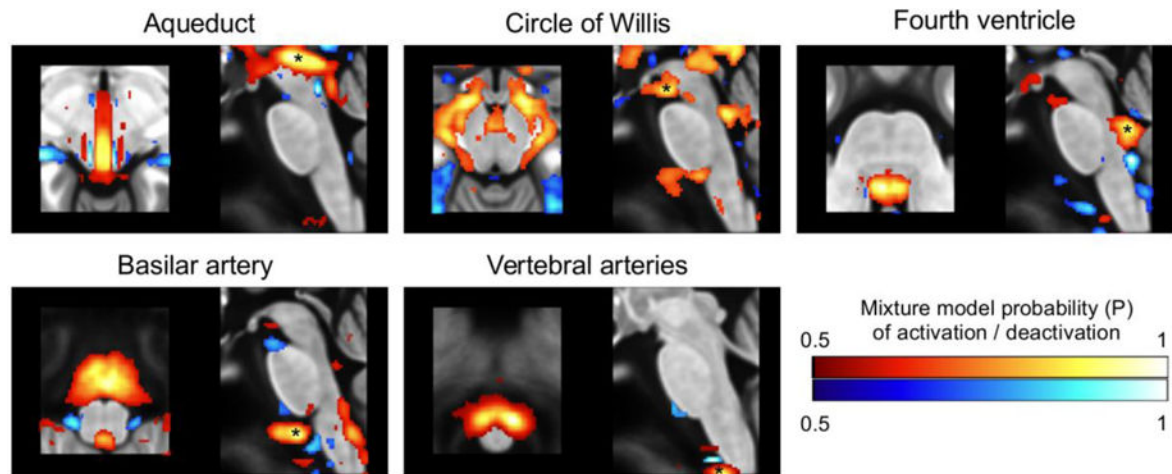 Aqueduct
Circle of Willis
Fourth ventricle
*
*
*
Basilar artery
Vertebral arteries
*
*
Mixture model probability (P)
of activation / deactivation
0.5 1
0.5 1